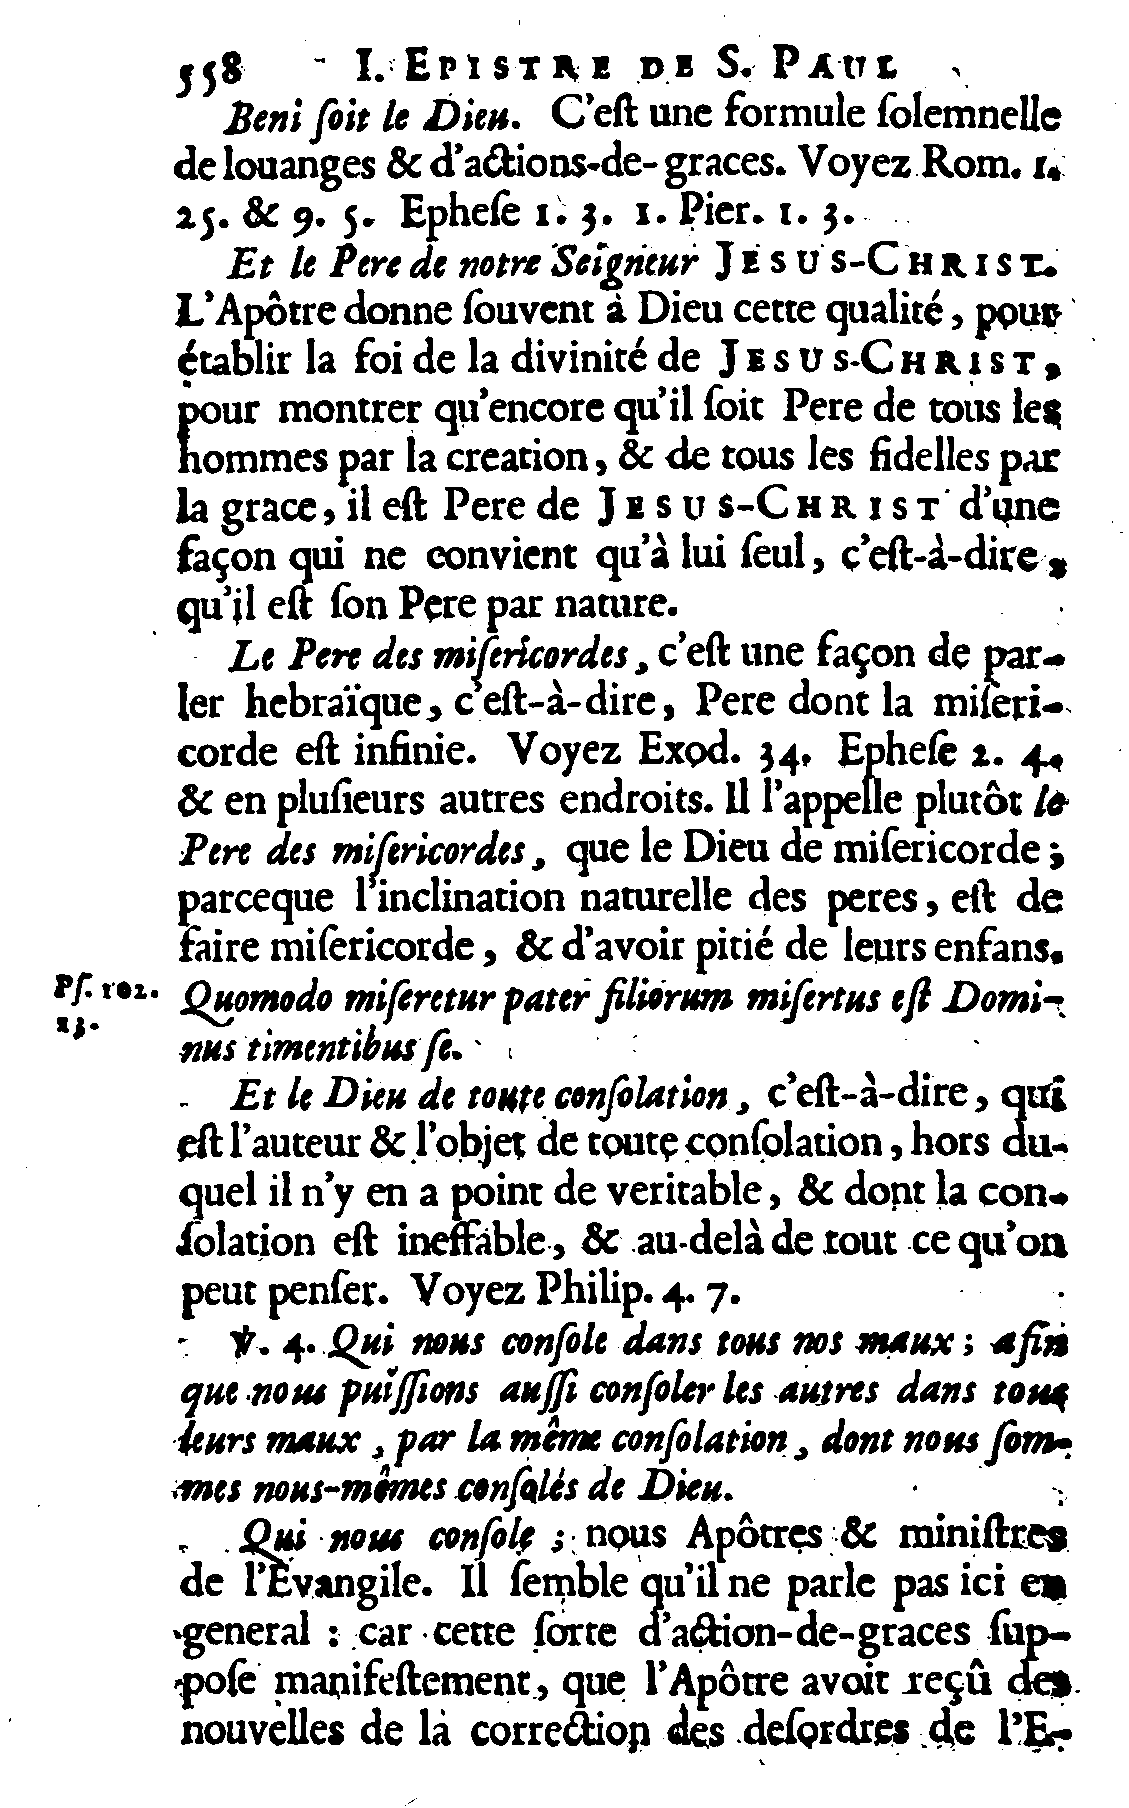 558 I. EPISTRE DE S. PAUL
Beni ſoit le Dieu. C'eſt une formule ſolemnelle
de louanges & d'actions-de-graces. Voyez Rom. 1.
25. & 9. 5. Epheſe 1. 3. 1. Pier. 1. 3.
Et le Pere de notre Seigneur JESUS-CHRIST.
L'Apôtre donne ſouvent à Dieu cette qualité, pour
établir la foi de la divinité de JESUS-CHRIST,
pour montrer qu'encore qu'il ſoit Pere de tous les
hommes par la creation, & de tous les fidelles par
la grace, il eſt Pere de JESUS-CHRIST d'une
façon qui ne convient qu'à lui ſeul, c'eſt-à-dire,
qu'il eſt ſon Pere par nature.
Le Pere des miſericordes, c'eſt une façon de par-
ler hebraïque, c'eſt-à-dire, Pere dont la miſeri-
corde eſt infinie. Voyez Exod. 34. Epheſe 2. 4.
& en pluſieurs autres endroits. Il l'appelle plutôt le
Pere des miſericordes, que le Dieu de miſericorde;
parceque l'inclination naturelle des peres, eſt de
faire miſericorde, & d'avoir pitié de leurs enfans.
Pſ. 102. Quomodo miſeretur pater filiorum miſertus eſt Domi-
13. nus timentibus ſe.
Et le Dieu de toute conſolation, c'eſt-à-dire, qui
eſt l'auteur & l'objet de toute conſolation, hors du-
quel il n'y en a point de veritable, & dont la con-
ſolation eſt ineffable, & au-delà de tout ce qu'on
peut penſer. Voyez Philip. 4. 7.
℣. 4. Qui nous conſole dans tous nos maux; afin
que nous puiſſions auſſi conſoler les autres dans tous
leurs maux, par la même conſolation, dont nous ſom-
mes nous-mêmes conſolés de Dieu.
Qui nous conſole; nous Apôtres & miniſtres
de l'Evangile. Il ſemble qu'il ne parle pas ici en
general : car cette ſorte d'action-de-graces ſup-
poſe manifeſtement, que l'Apôtre avoit reçû des
nouvelles de la correction des deſordres de l'E-